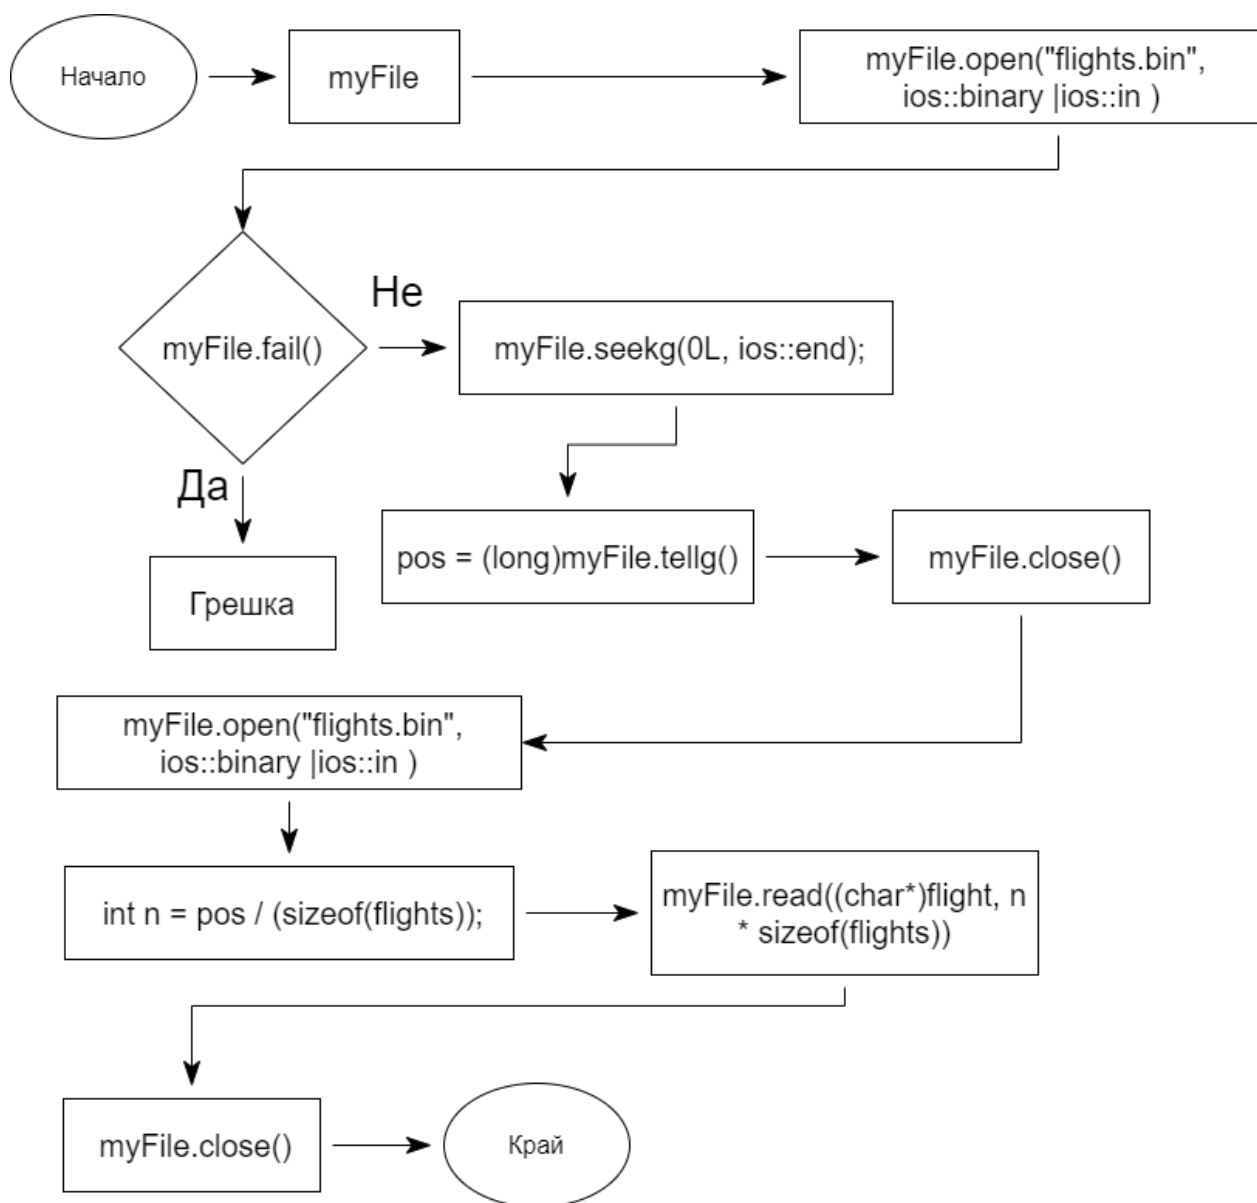 Начало
myFile
myFile.open("flights.bin",
ios::binary |ios::in )
myFile.fail()
Не
myFile.seekg(0L, ios::end);
Да
Грешка
pos = (long)myFile.tellg()
myFile.close()
myFile.open("flights.bin",
ios::binary |ios::in )
int n = pos / (sizeof(flights));
myFile.read((char*)flight, n
* sizeof(flights))
myFile.close()
Край